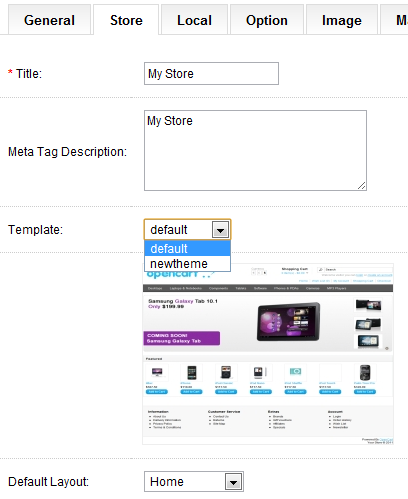 General Store Local Option Image
* Title: My Store
Meta Tag Description: My Store
Template: default
default
newtheme
opencart
Shopping Cart
Samsung Galaxy Tab 10.1
Only $199.99
COMING SOON!
Samsung Galaxy Tab
Featured
Information Customer Service Extras Account
Default Layout: Home